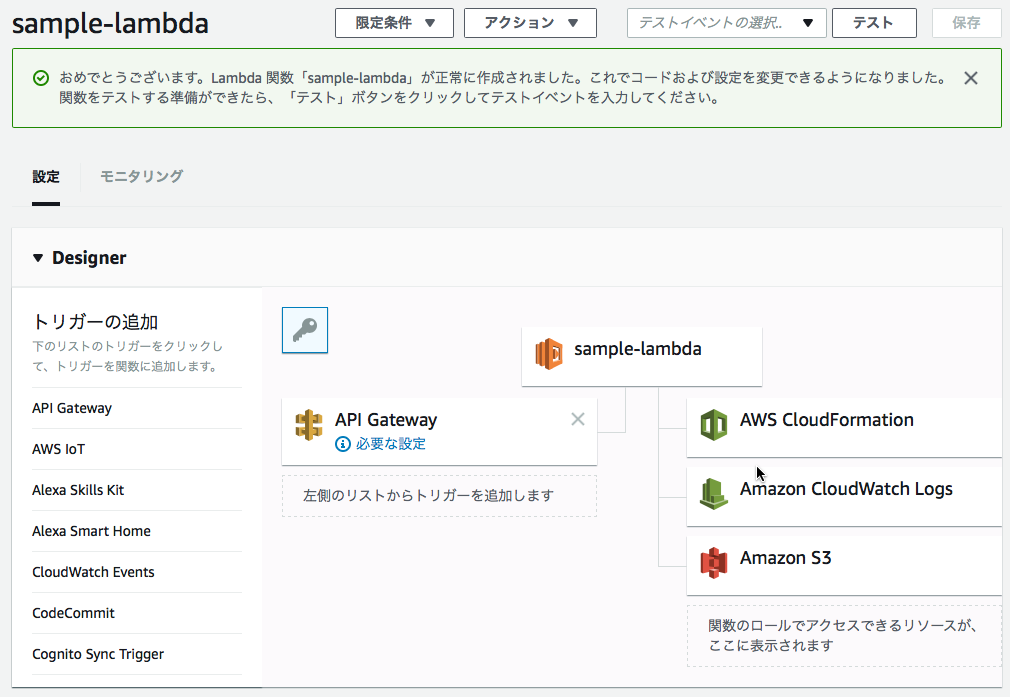 sample-lambda
限定条件 ▼
アクション ▼
テストイベントの選択.. ▼
テスト
保存
おめでとうございます。Lambda 関数「sample-lambda」が正常に作成されました。これでコードおよび設定を変更できるようになりました。
関数をテストする準備ができたら、「テスト」ボタンをクリックしてテストイベントを入力してください。
設定
モニタリング
▼ Designer
トリガーの追加
下のリストのトリガーをクリックし
て、トリガーを関数に追加します。
API Gateway
AWS IoT
Alexa Skills Kit
Alexa Smart Home
CloudWatch Events
CodeCommit
Cognito Sync Trigger
sample-lambda
API Gateway
必要な設定
左側のリストからトリガーを追加します
AWS CloudFormation
Amazon CloudWatch Logs
Amazon S3
関数のロールでアクセスできるリソースが、
ここに表示されます